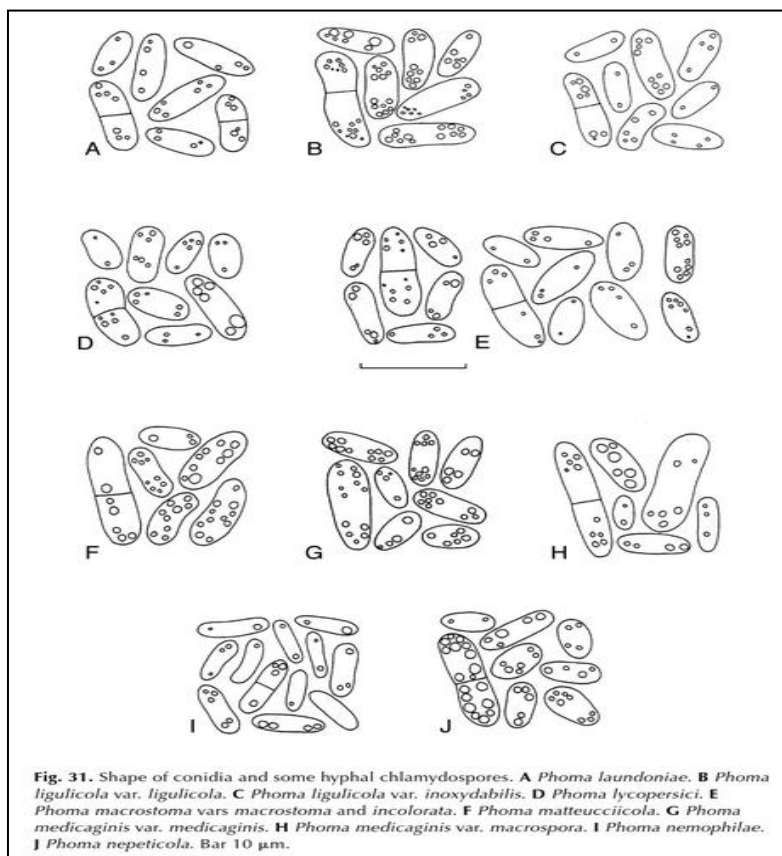 A
B
C
D
E
F
G
H
I
J
Fig. 31. Shape of conidia and some hyphal chlamydospores. A Phoma laundoniae. B Phoma
ligulicola var. ligulicola. C Phoma ligulicola var. inoxydabilis. D Phoma lycopersici. E
Phoma macrostoma vars macrostoma and incolorata. F Phoma matteucciicola. G Phoma
medicaginis var. medicaginis. H Phoma medicaginis var. macrospora. I Phoma nemophilae.
J Phoma nepeticola. Bar 10 µm.